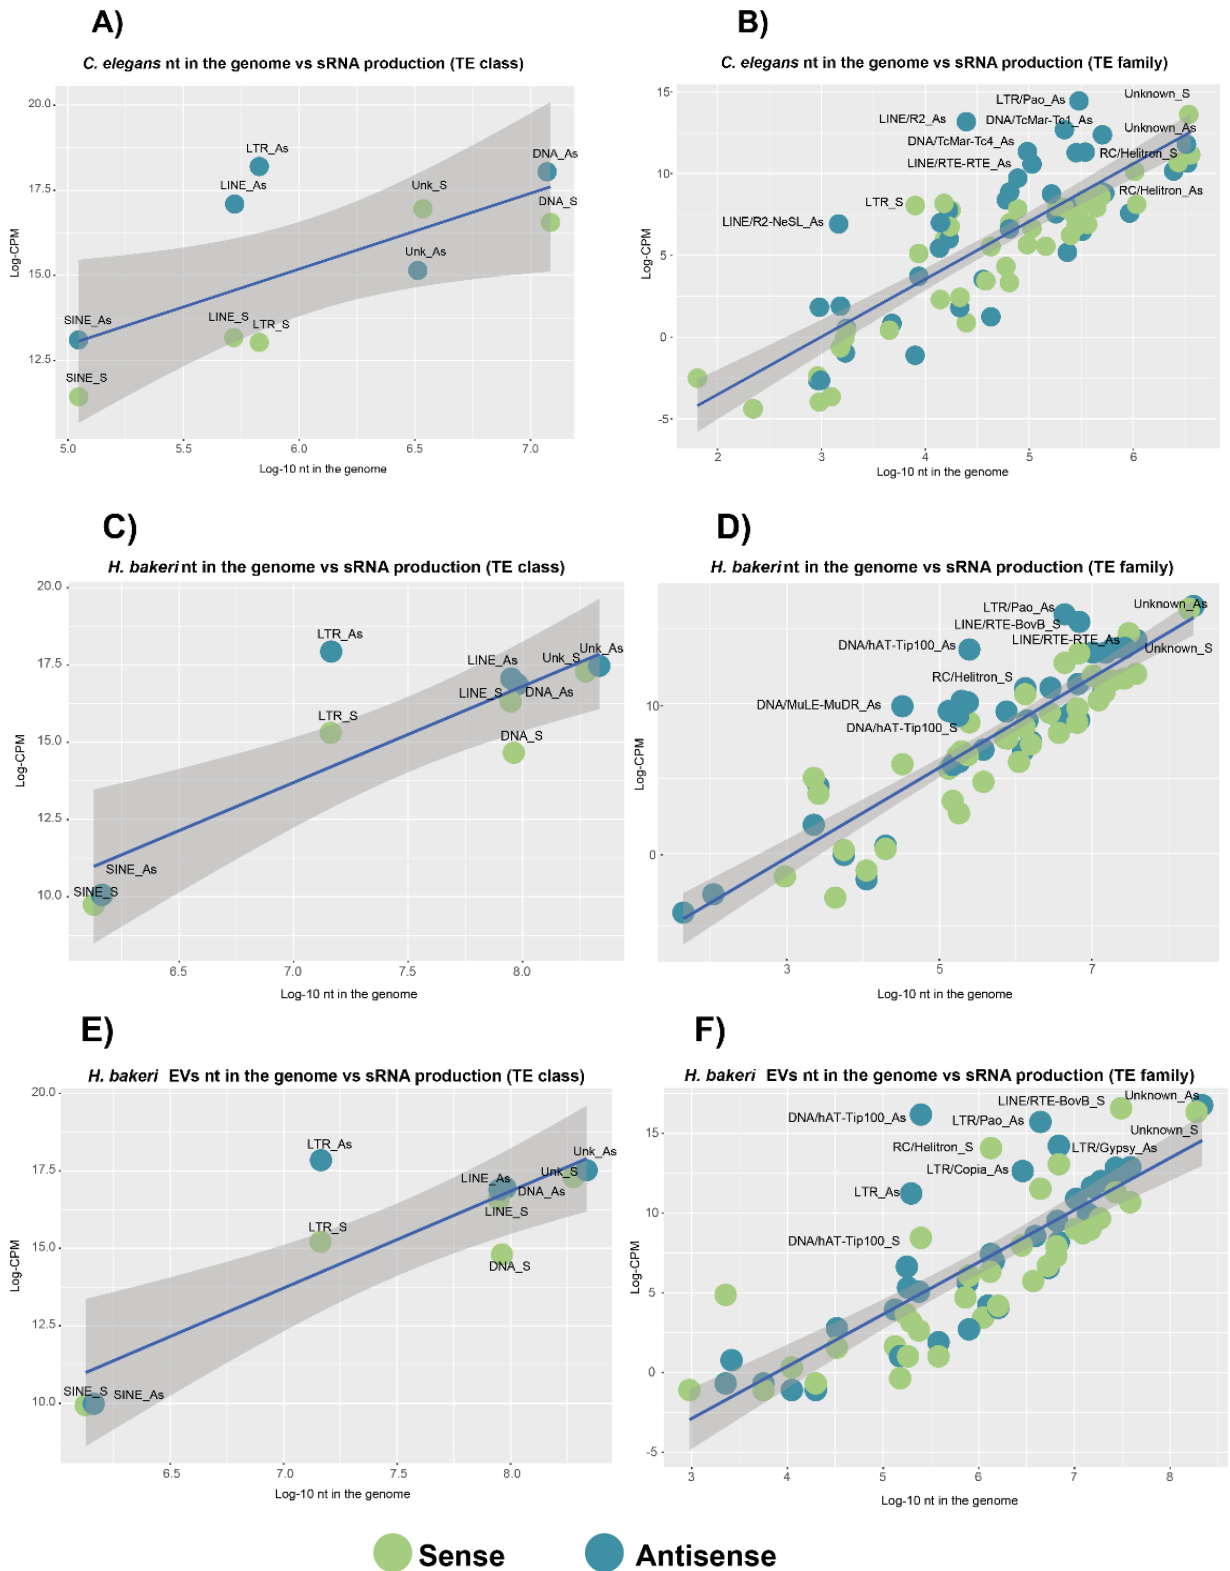 A)
C. elegans nt in the genome vs sRNA production (TE class)
20.0
17.5
15.0
12.5
Log-CPM
LTR_As
LINE_As
DNA_As
Unk_S
DNA_S
Unk_As
SINE_As
LINE_S
LTR_S
SINE_S
5.0
5.5
6.0
6.5
7.0
Log-10 nt in the genome
B)
C. elegans nt in the genome vs sRNA production (TE family)
15
10
5
0
-5
Log-CPM
LTR/Pao_As
Unknown_S
LINE/R2_As
DNA/TcMar-Tc1_As
Unknown_As
DNA/TcMar-Tc4_As
RC/Helitron_S
LINE/RTE-RTE_As
RC/Helitron_As
LTR_S
LINE/R2-NeSL_As
2
3
4
5
6
Log-10 nt in the genome
C)
H. bakeri nt in the genome vs sRNA production (TE class)
20.0
17.5
15.0
12.5
10.0
Log-CPM
LTR_As
Unk_As
LINE_As
Unk_S
LINE_S
DNA_As
LTR_S
DNA_S
SINE_As
SINE_S
6.5
7.0
7.5
8.0
Log-10 nt in the genome
D)
H. bakeri nt in the genome vs sRNA production (TE family)
10
0
Log-CPM
LTR/Pao_As
Unknown_As
LINE/RTE-BovB_S
LINE/RTE-RTE_As
DNA/hAT-Tip100_As
Unknown_S
RC/Helitron_S
DNA/MuLE-MuDR_As
DNA/hAT-Tip100_S
3
5
7
Log-10 nt in the genome
E)
H. bakeri EVs nt in the genome vs sRNA production (TE class)
20.0
17.5
15.0
12.5
10.0
Log-CPM
LTR_As
Unk_As
LINE_As
Unk_S
DNA_As
LINE_S
LTR_S
DNA_S
SINE_S
SINE_As
6.5
7.0
7.5
8.0
Log-10 nt in the genome
F)
H. bakeri EVs nt in the genome vs sRNA production (TE family)
15
10
5
0
-5
Log-CPM
LINE/RTE-BovB_S
Unknown_As
DNA/hAT-Tip100_As
LTR/Pao_As
Unknown_S
RC/Helitron_S
LTR/Gypsy_As
LTR/Copia_As
LTR_As
DNA/hAT-Tip100_S
3
4
5
6
7
8
Log-10 nt in the genome
Sense
Antisense